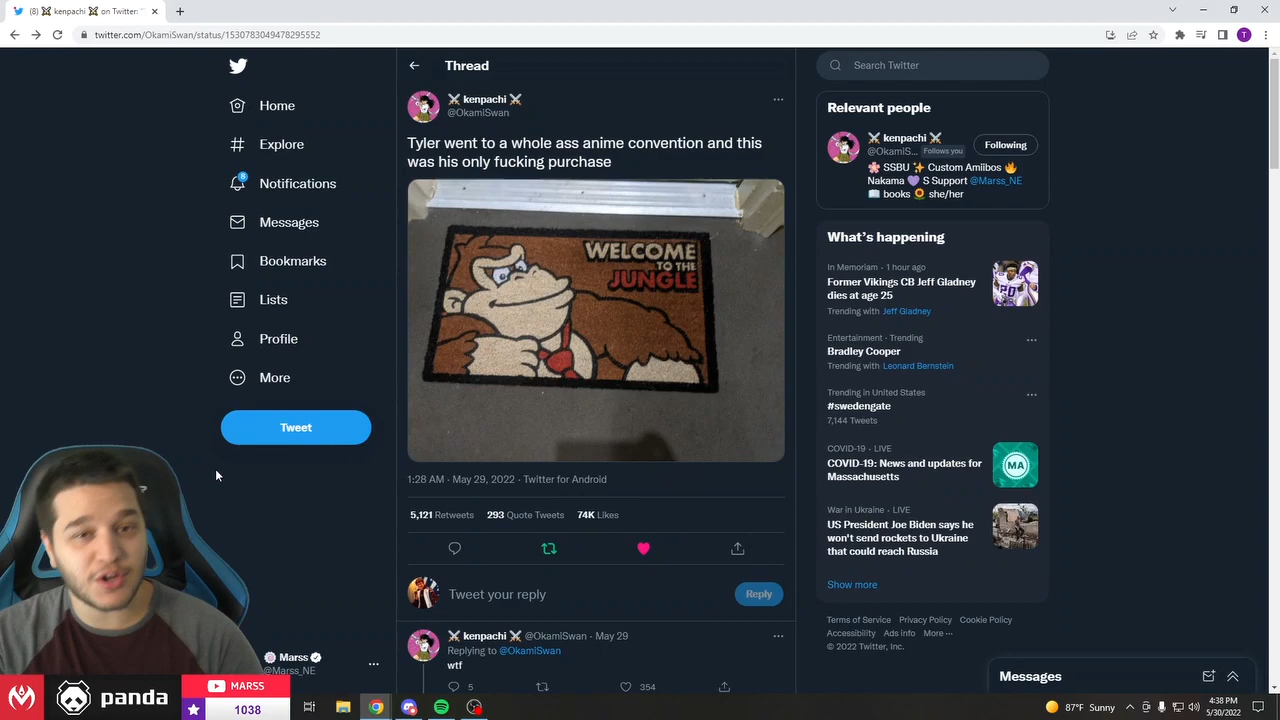 (8) ⚔ kenpachi ⚔ on Twitter: "
twitter.com/OkamiSwan/status/1530783049478295552
T
Home
Explore
8
Notifications
Messages
Bookmarks
Lists
Profile
More
Tweet
Marss
@Marss_NE
Thread
⚔ kenpachi ⚔
@OkamiSwan
Tyler went to a whole ass anime convention and this
was his only fucking purchase
WELCOME
TO THE
JUNGLE
1:28 AM · May 29, 2022 · Twitter for Android
5,121 Retweets 293 Quote Tweets 74K Likes
Tweet your reply
Reply
⚔ kenpachi ⚔ @OkamiSwan · May 29
Replying to @OkamiSwan
wtf
5
354
Search Twitter
Relevant people
⚔ kenpachi ⚔
@OkamiS... Follows you
Following
🌸 SSBU ✨ Custom Amiibos 🔥
Nakama 💜 S Support @Marss_NE
📖 books 🌻 she/her
What's happening
In Memoriam · 1 hour ago
Former Vikings CB Jeff Gladney
dies at age 25
Trending with Jeff Gladney
Entertainment · Trending
Bradley Cooper
Trending with Leonard Bernstein
Trending in United States
#swedengate
7,144 Tweets
COVID-19 · LIVE
COVID-19: News and updates for
Massachusetts
MA
War in Ukraine · LIVE
US President Joe Biden says he
won't send rockets to Ukraine
that could reach Russia
Show more
Terms of Service Privacy Policy Cookie Policy
Accessibility Ads info More ···
© 2022 Twitter, Inc.
Messages
panda
MARSS
1038
87°F Sunny
4:38 PM
5/30/2022